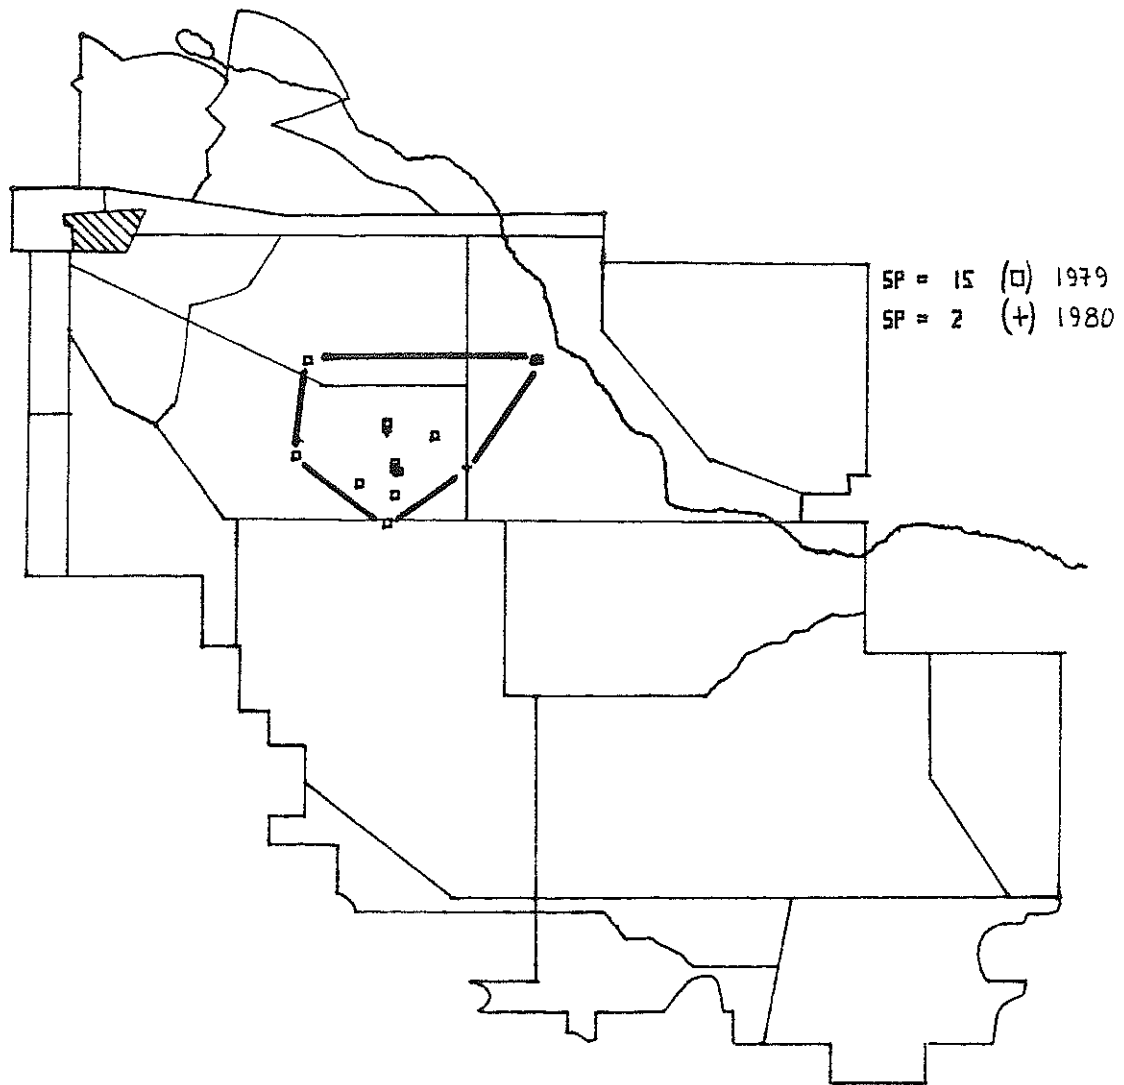 SP = 15 (□) 1979
SP = 2 (+) 1980